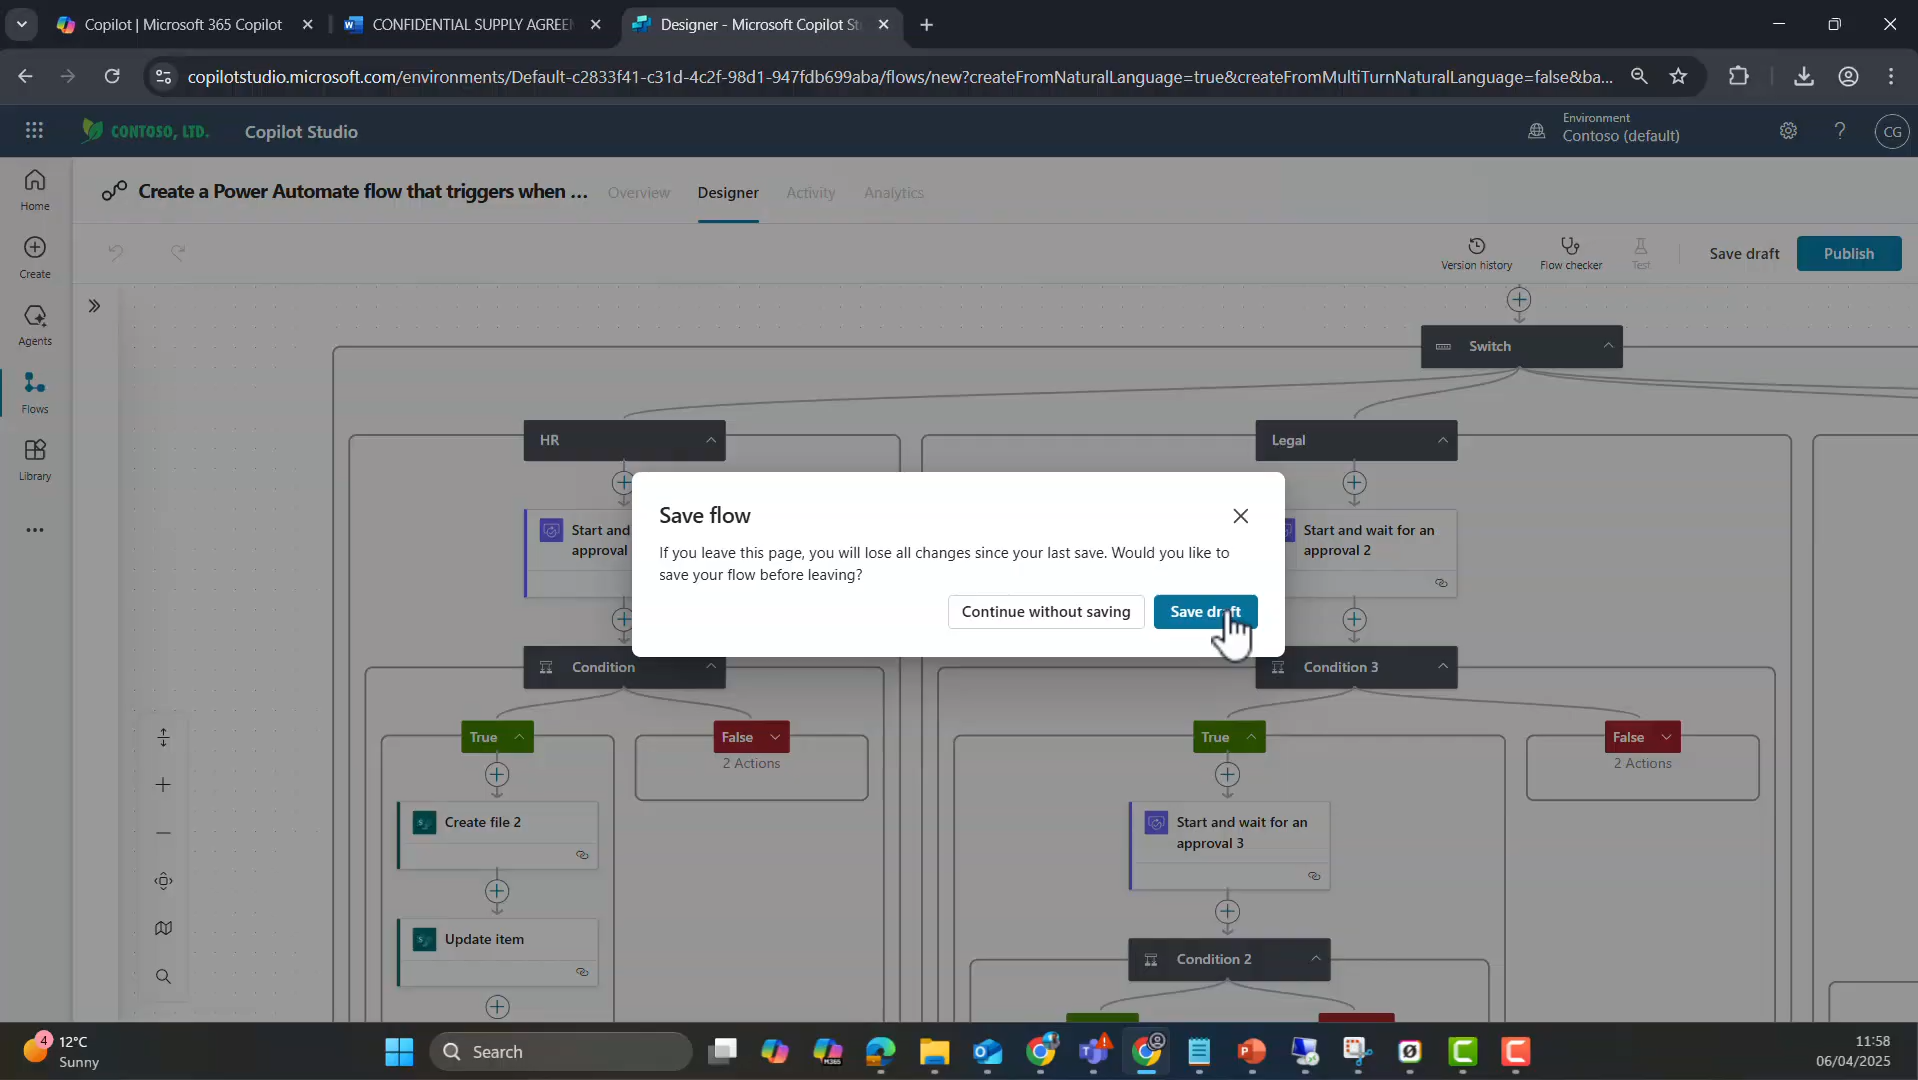 Copilot | Microsoft 365 Copilot
CONFIDENTIAL SUPPLY AGREE
Designer - Microsoft Copilot St
copilotstudio.microsoft.com/environments/Default-c2833f41-c31d-4c2f-98d1-947fdb699aba/flows/new?createFromNaturalLanguage=true&createFromMultiTurnNaturalLanguage=false&ba...
CONTOSO, LTD.
Copilot Studio
Environment
Contoso (default)
CG
Home
Create
Agents
Flows
Library
Create a Power Automate flow that triggers when ...
Overview
Designer
Activity
Analytics
Version history
Flow checker
Test
Save draft
Publish
Switch
HR
Legal
Start and
approval
Start and wait for an
approval 2
Save flow
If you leave this page, you will lose all changes since your last save. Would you like to
save your flow before leaving?
Continue without saving
Save draft
Condition
Condition 3
True
False
2 Actions
True
False
2 Actions
Create file 2
Start and wait for an
approval 3
Update item
Condition 2
4
12°C
Sunny
Search
M365
11:58
06/04/2025